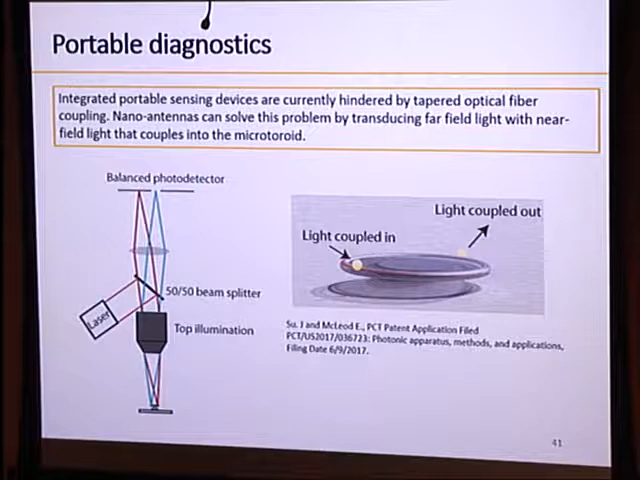 Portable diagnostics
Integrated portable sensing devices are currently hindered by tapered optical fiber
coupling. Nano-antennas can solve this problem by transducing far field light with near-
field light that couples into the microtoroid.
Balanced photodetector
Light coupled out
Light coupled in
50/50 beam splitter
Laser
Top illumination
Su. J and McLeod E., PCT Patent Application Filed
PCT/US2017/036723: Photonic apparatus, methods, and applications,
Filing Date 6/9/2017.
41